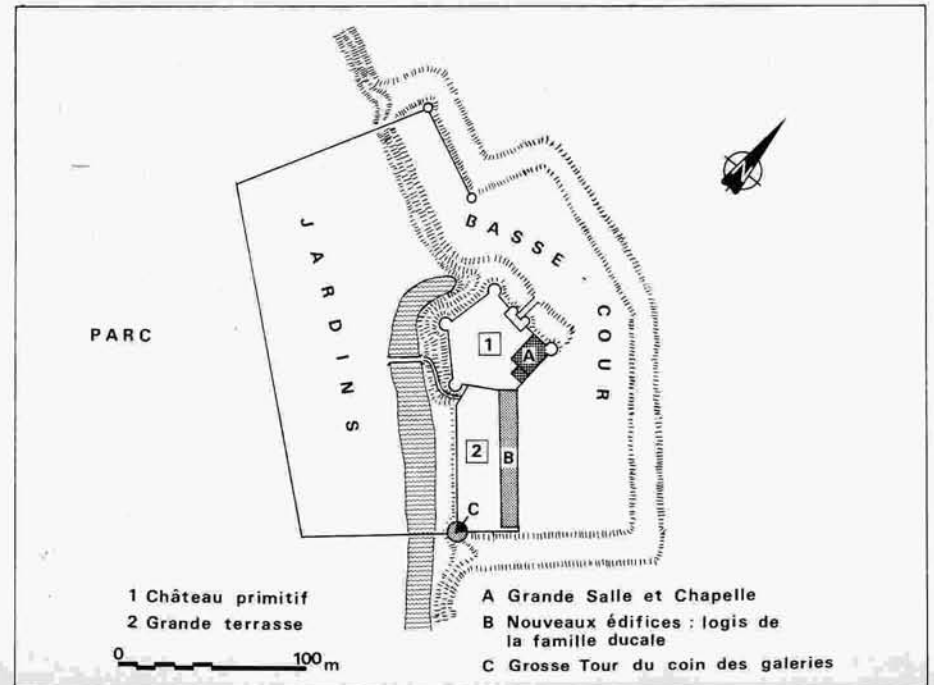 N
BASSE
COUR
JARDINS
PARC
1
A
2
B
C
1 Château primitif
2 Grande terrasse
0 100 m
A Grande Salle et Chapelle
B Nouveaux édifices : logis de
la famille ducale
C Grosse Tour du coin des galeries